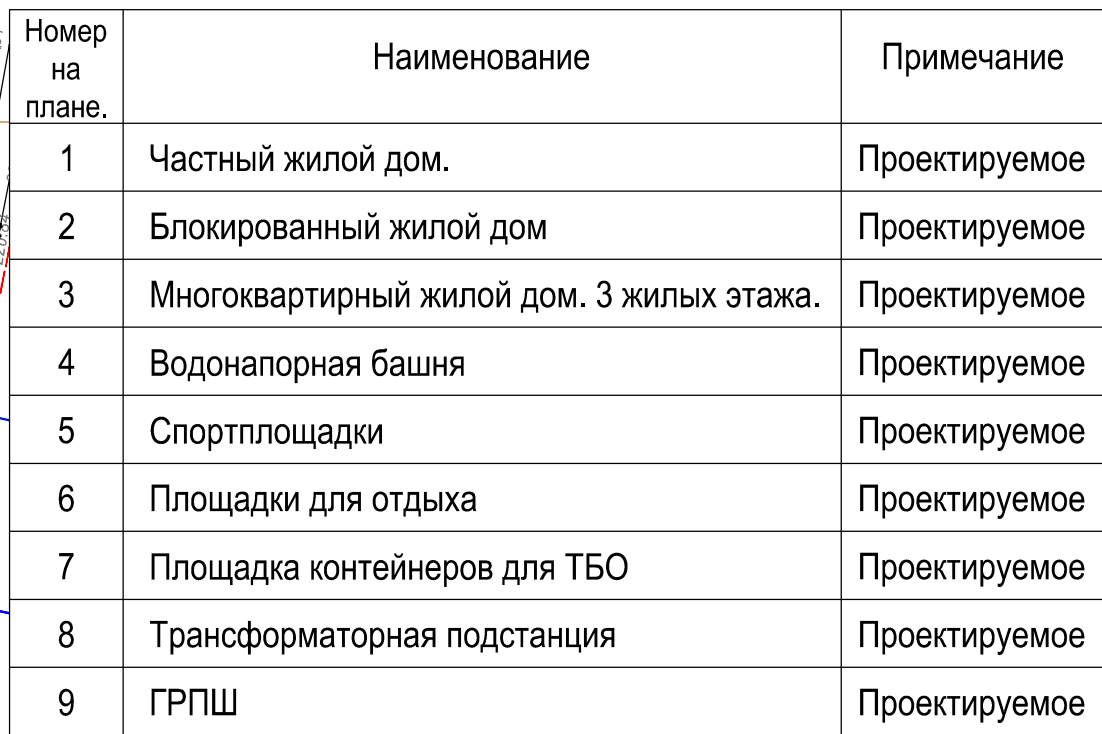 Номер
на
плане.
Наименование
Примечание
1 Частный жилой дом. Проектируемое
2 Блокированный жилой дом Проектируемое
3 Многоквартирный жилой дом. 3 жилых этажа. Проектируемое
4 Водонапорная башня Проектируемое
5 Спортплощадки Проектируемое
6 Площадки для отдыха Проектируемое
7 Площадка контейнеров для ТБО Проектируемое
8 Трансформаторная подстанция Проектируемое
9 ГРПШ Проектируемое